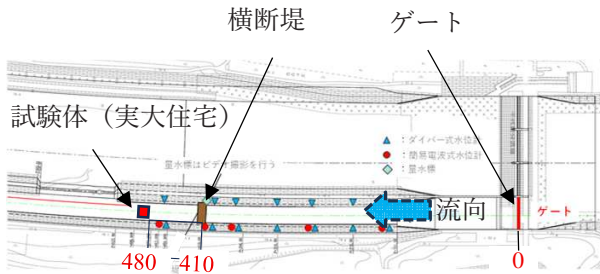 横断堤
ゲート
試験体（実大住宅）
：ダイバー式水位計
：簡易電波式水位計
：量水標
量水標はビデオ撮影を行う
流向
ゲート
480
410
0